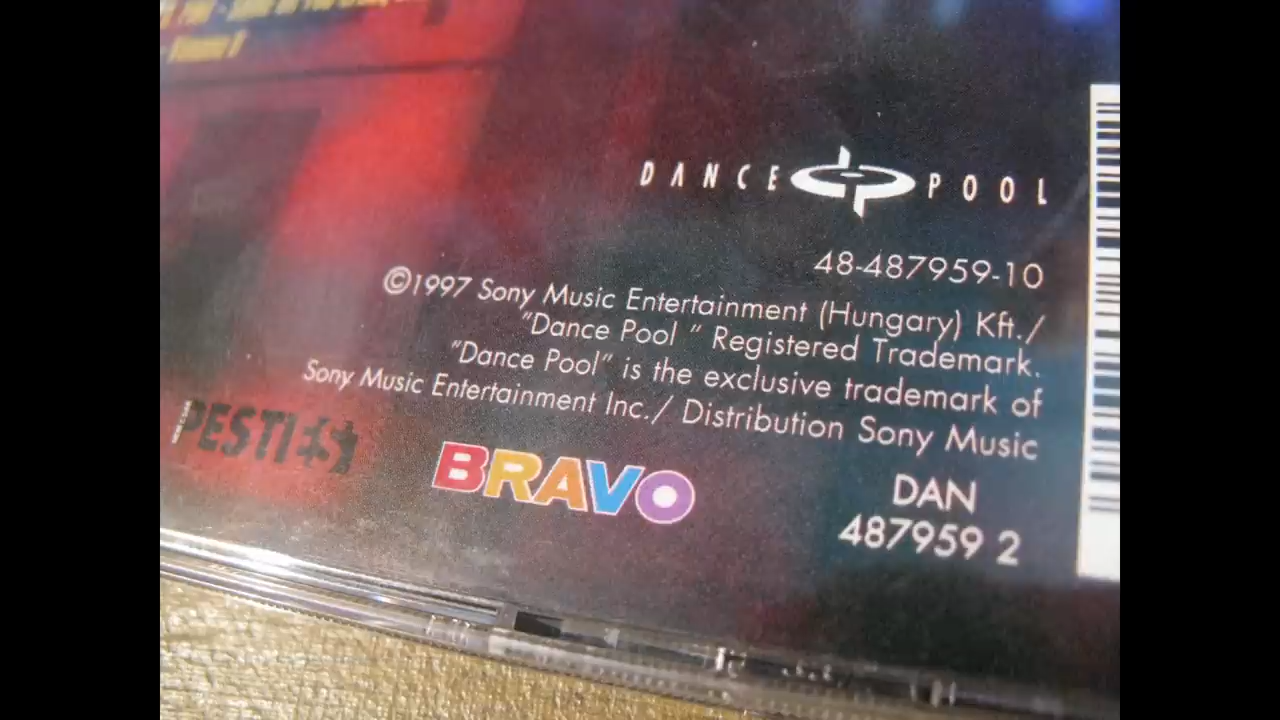 DANCE POOL
48-487959-10
©1997 Sony Music Entertainment (Hungary) Kft./
"Dance Pool " Registered Trademark.
"Dance Pool" is the exclusive trademark of
Sony Music Entertainment Inc./ Distribution Sony Music
PESTI EST
BRAVO
DAN
487959 2